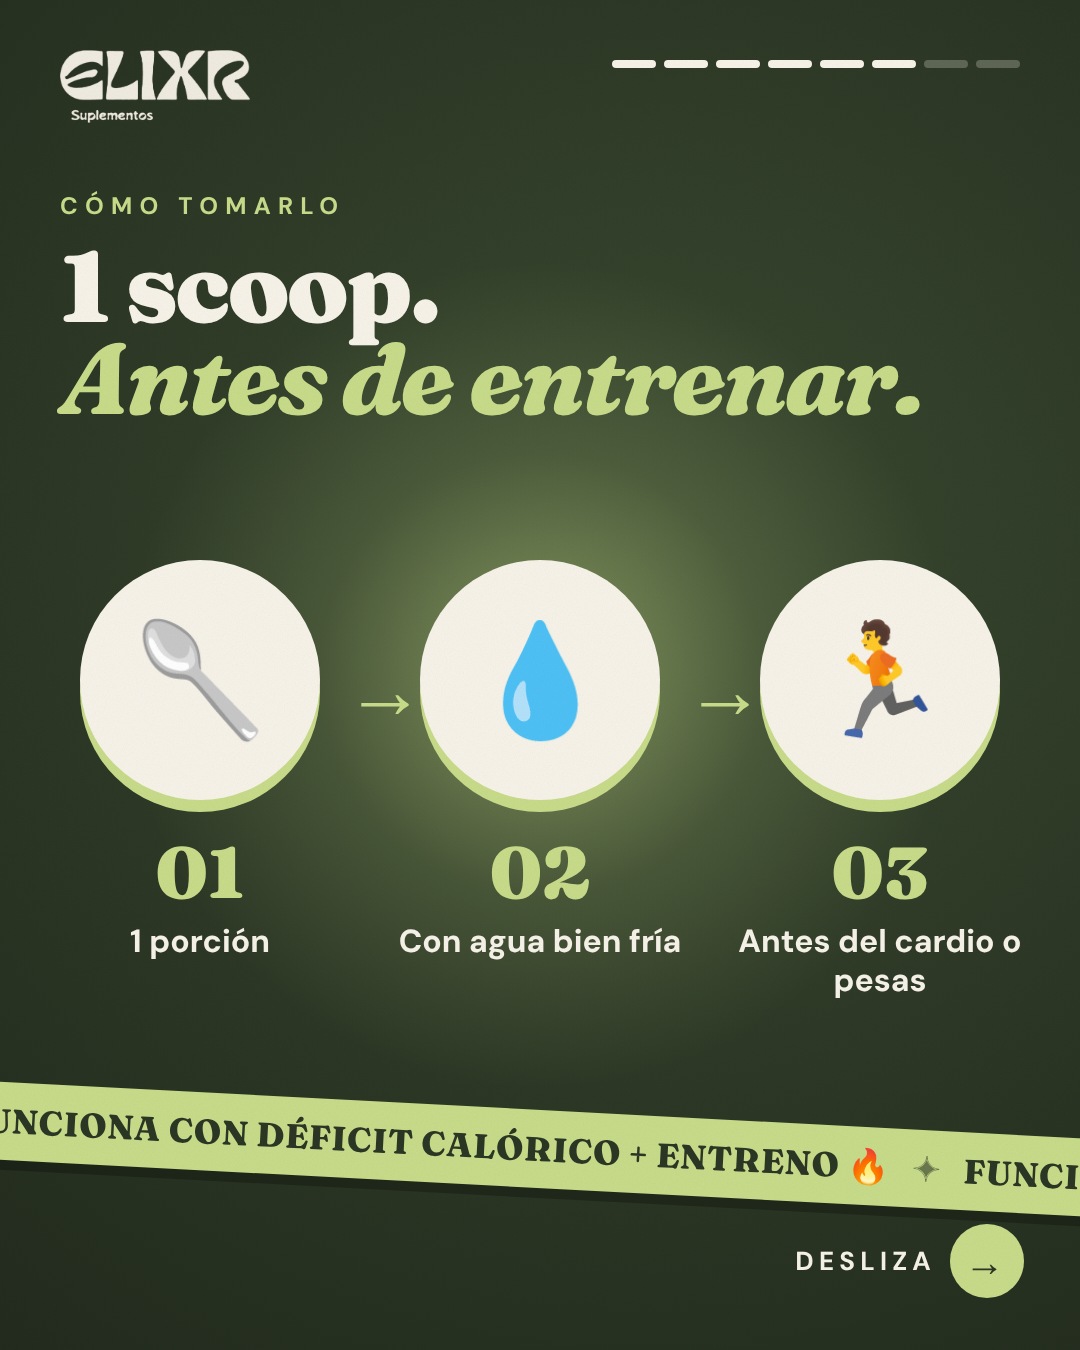 ELIXR
Suplementos
CÓMO TOMARLO
1 scoop.
Antes de entrenar.
→ →
01 02 03
1 porción
Con agua bien fría
Antes del cardio o
pesas
UNCIONA CON DÉFICIT CALÓRICO + ENTRENO 🔥 ✦ FUNCI
DESLIZA →